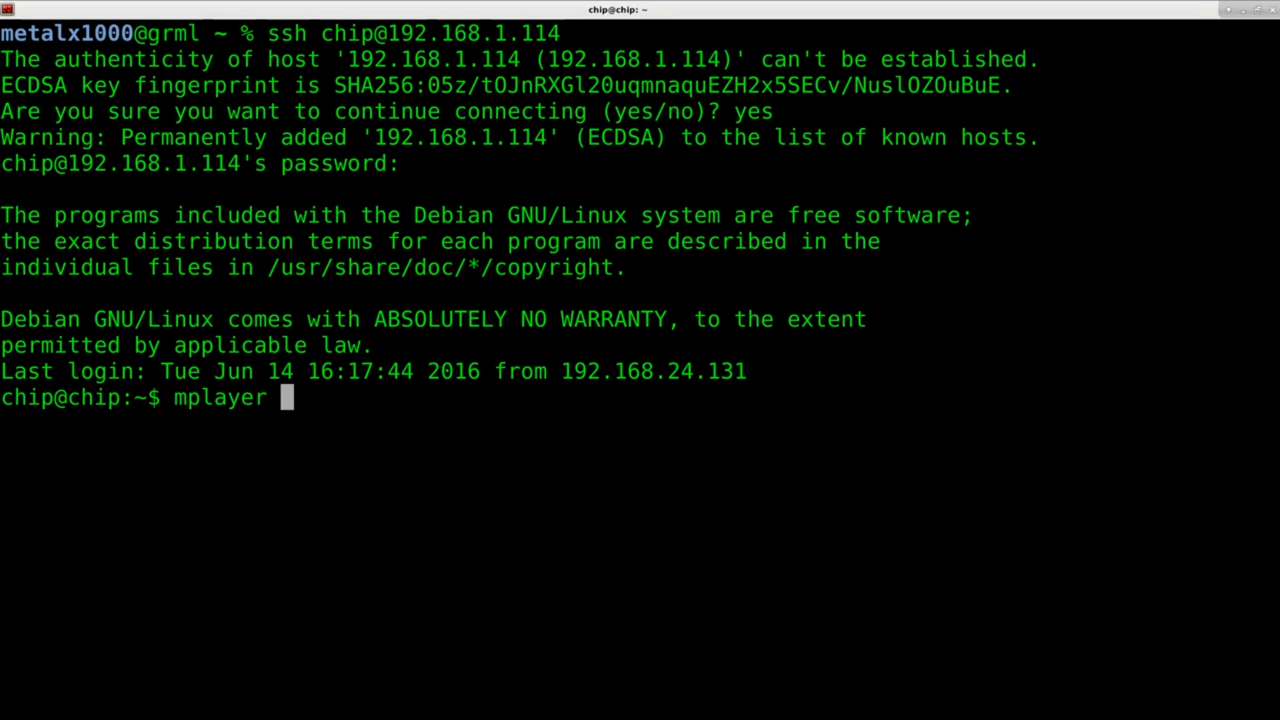 chip@chip: ~
metalx1000@grml ~ % ssh chip@192.168.1.114
The authenticity of host '192.168.1.114 (192.168.1.114)' can't be established.
ECDSA key fingerprint is SHA256:05z/tOJnRXGl20uqmnaquEZH2x5SECv/NuslOZOuBuE.
Are you sure you want to continue connecting (yes/no)? yes
Warning: Permanently added '192.168.1.114' (ECDSA) to the list of known hosts.
chip@192.168.1.114's password:
The programs included with the Debian GNU/Linux system are free software;
the exact distribution terms for each program are described in the
individual files in /usr/share/doc/*/copyright.
Debian GNU/Linux comes with ABSOLUTELY NO WARRANTY, to the extent
permitted by applicable law.
Last login: Tue Jun 14 16:17:44 2016 from 192.168.24.131
chip@chip:~$ mplayer